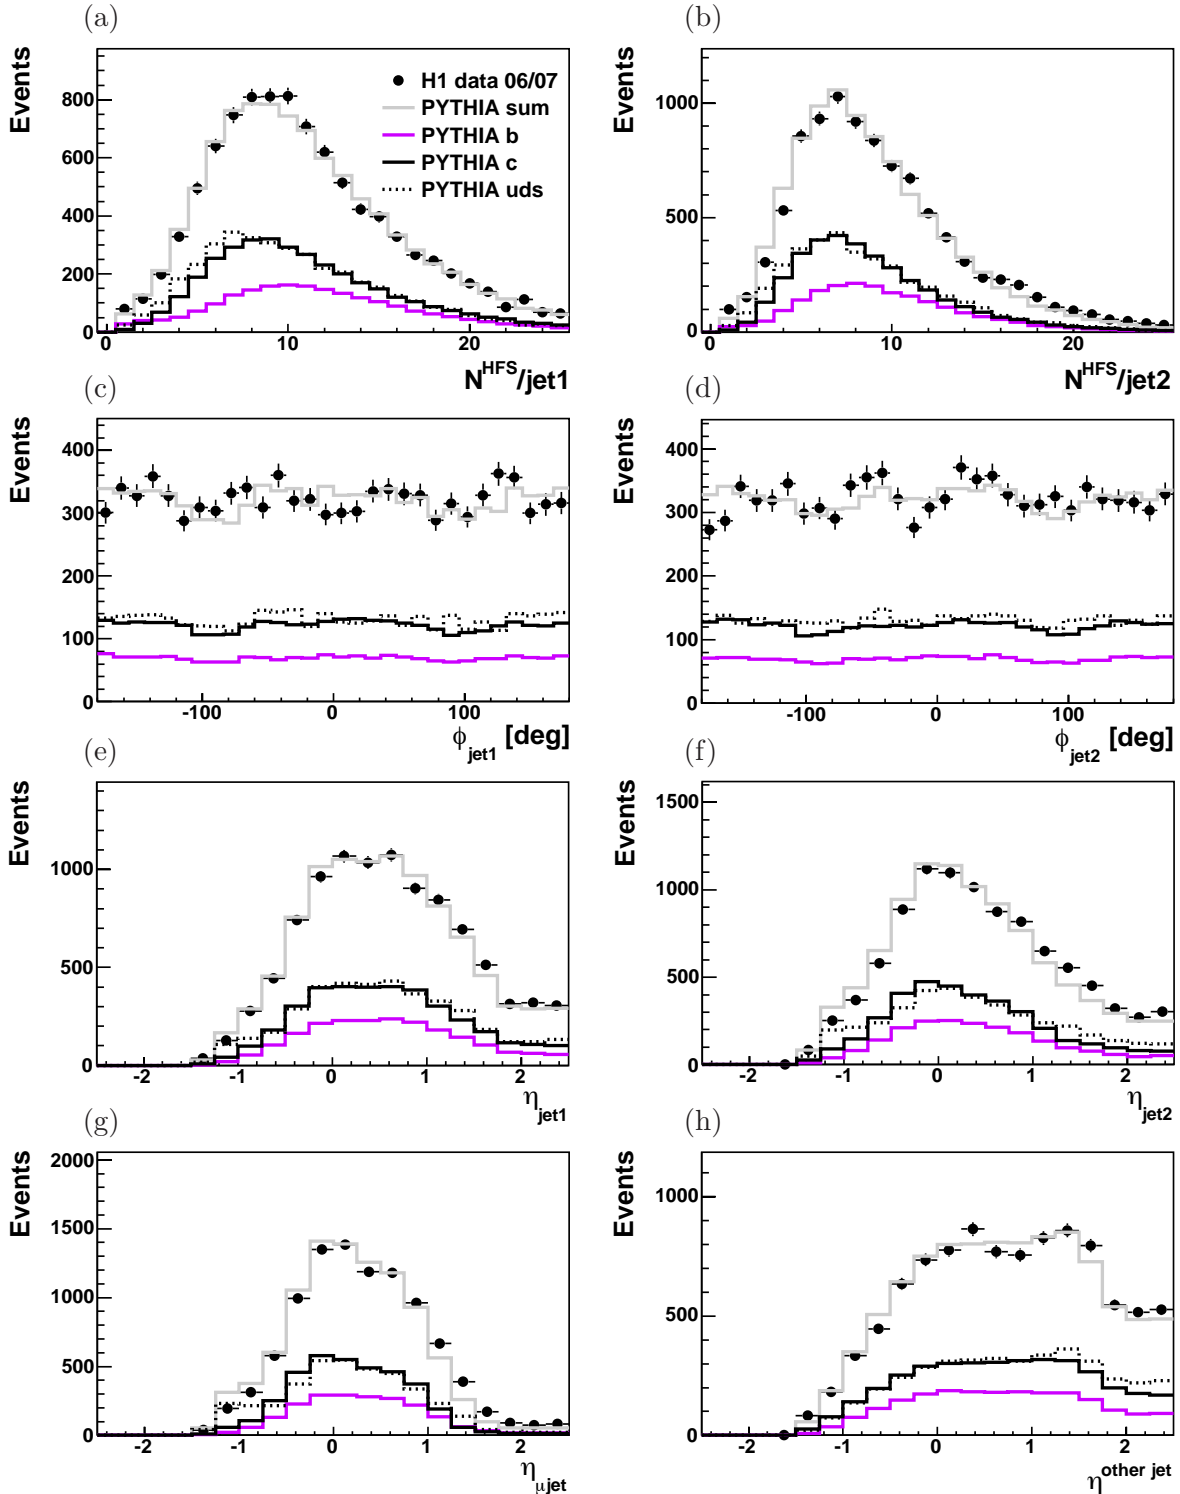 (a)
Events
800
600
400
200
0
0 10 20
N^HFS/jet1
H1 data 06/07
PYTHIA sum
PYTHIA b
PYTHIA c
PYTHIA uds
(b)
Events
1000
500
0
0 10 20
N^HFS/jet2
(c)
Events
400
300
200
100
0
-100 0 100
ϕ_jet1 [deg]
(d)
Events
400
300
200
100
0
-100 0 100
ϕ_jet2 [deg]
(e)
Events
1000
500
0
-2 -1 0 1 2
η_jet1
(f)
Events
1500
1000
500
0
-2 -1 0 1 2
η_jet2
(g)
Events
2000
1500
1000
500
0
-2 -1 0 1 2
η_μjet
(h)
Events
1000
500
0
-2 -1 0 1 2
η^other jet